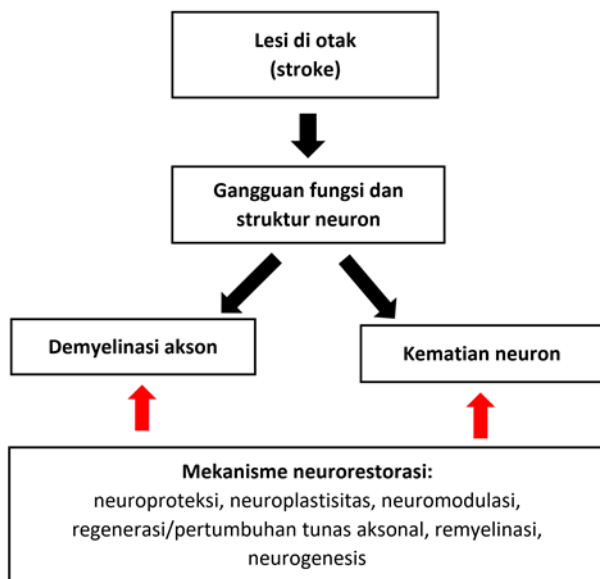 Lesi di otak
(stroke)
Gangguan fungsi dan
struktur neuron
Demyelinasi akson
Kematian neuron
Mekanisme neurorestorasi:
neuroproteksi, neuroplastisitas, neuromodulasi,
regenerasi/pertumbuhan tunas aksonal, remyelinasi,
neurogenesis